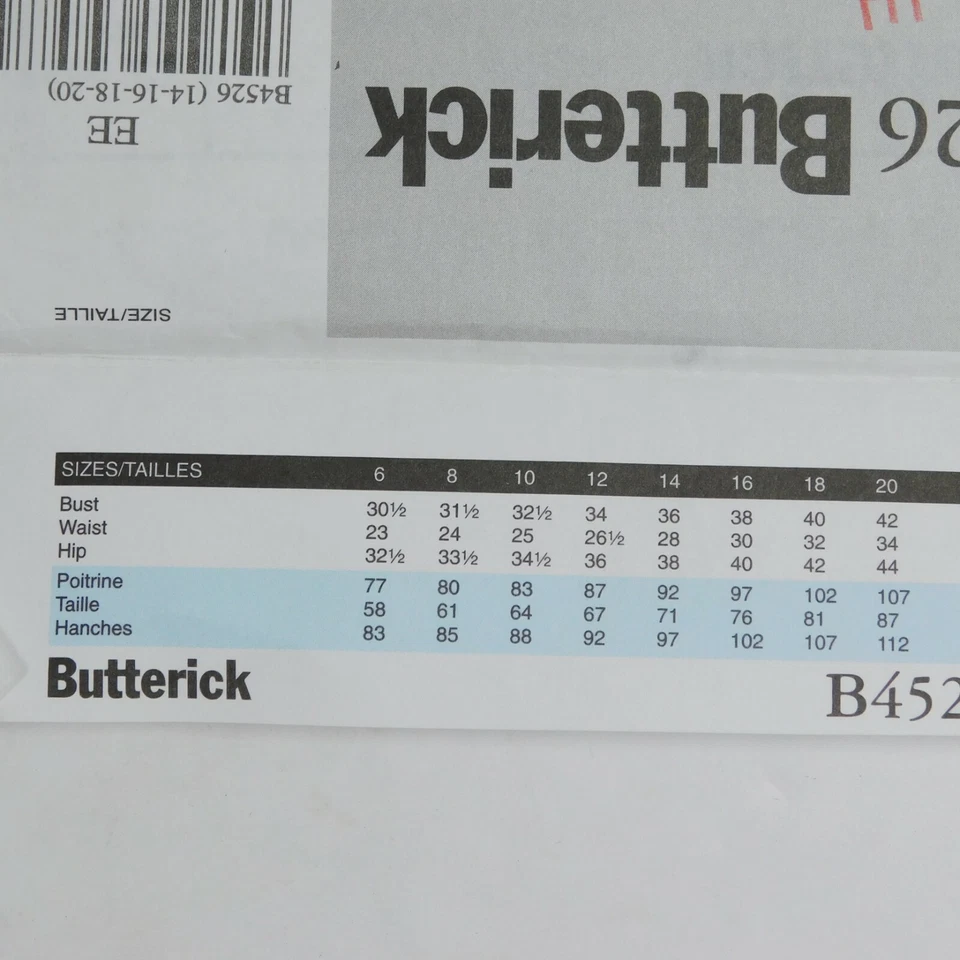 EE
B4526 (14-16-18-20)
EE
26 Butterick
SIZE/TAILLE
SIZES/TAILLES 6 8 10 12 14 16 18 20
Bust 30½ 31½ 32½ 34 36 38 40 42
Waist 23 24 25 26½ 28 30 32 34
Hip 32½ 33½ 34½ 36 38 40 42 44
Poitrine 77 80 83 87 92 97 102 107
Taille 58 61 64 67 71 76 81 87
Hanches 83 85 88 92 97 102 107 112
Butterick B452